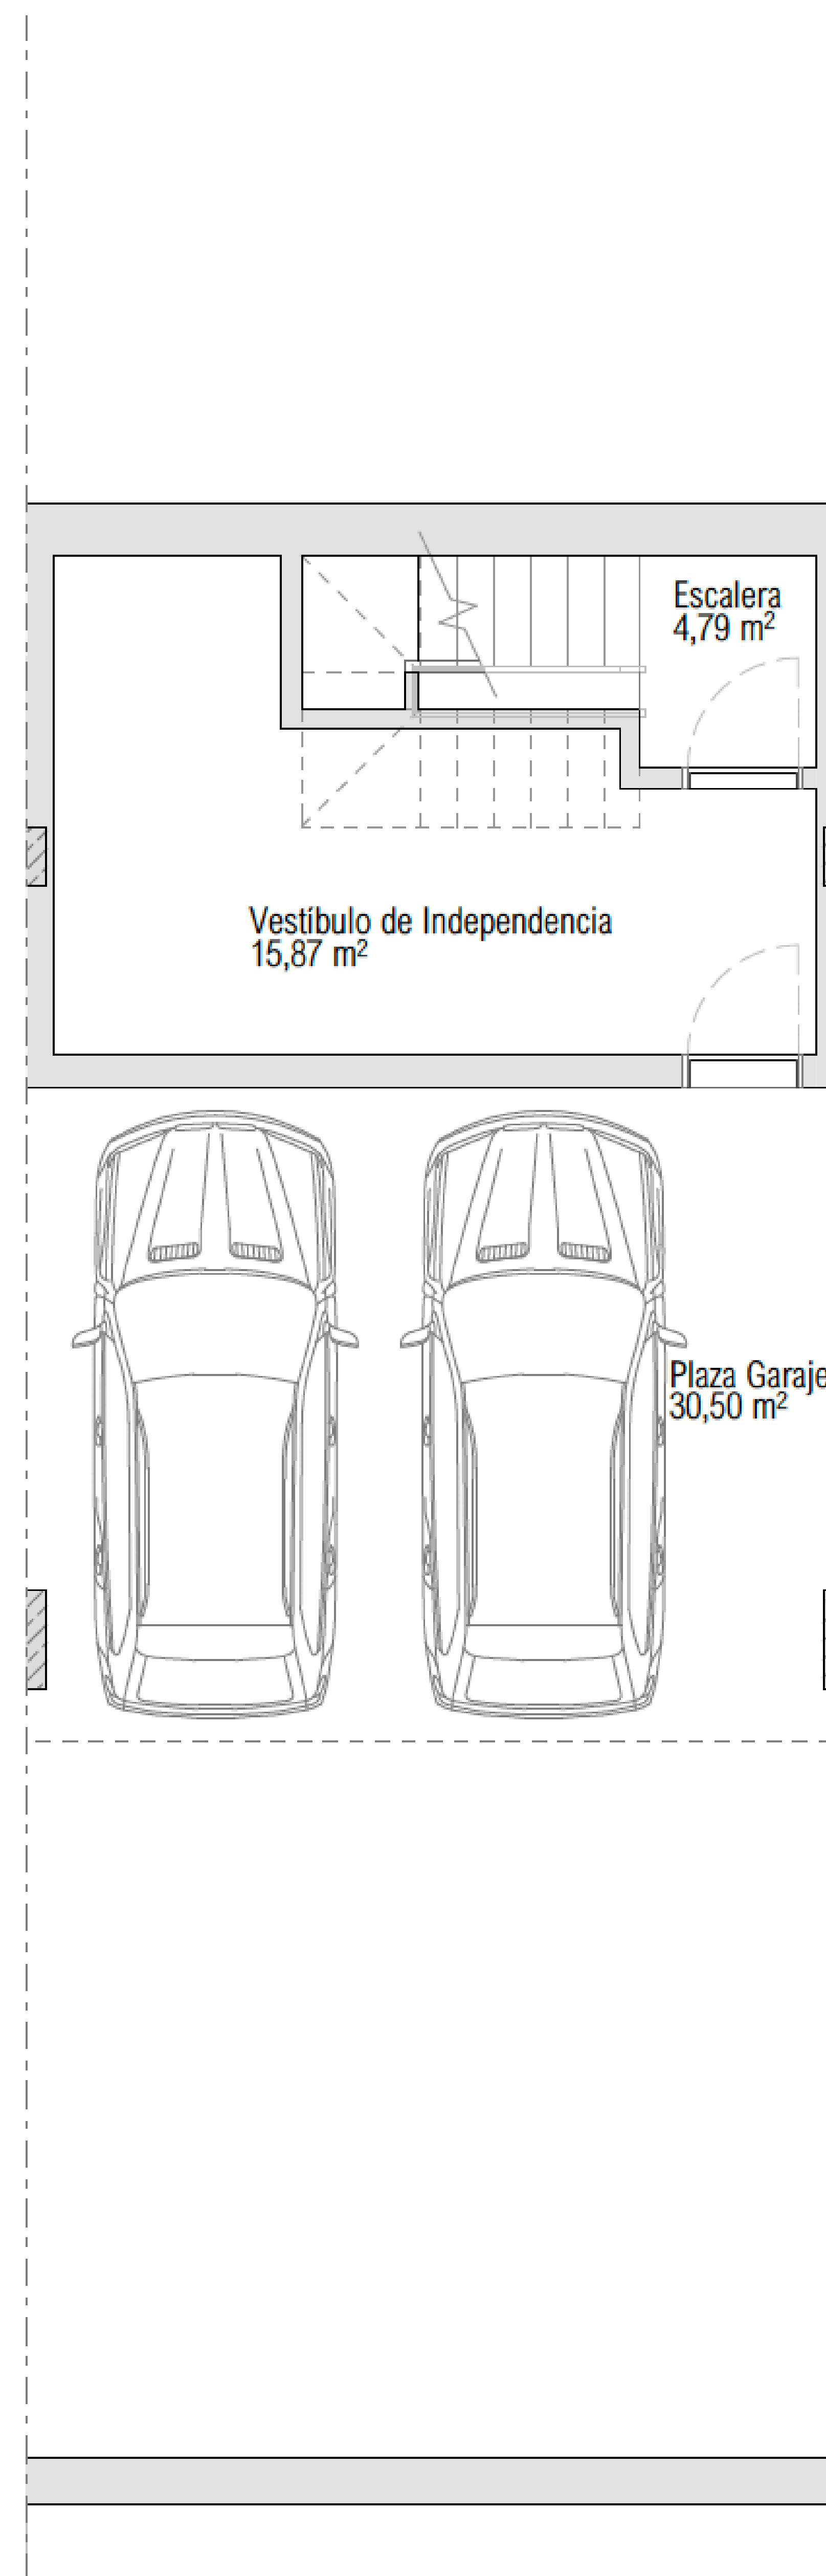 Escalera
4,79 m²
Vestíbulo de Independencia
15,87 m²
Plaza Garaje
30,50 m²